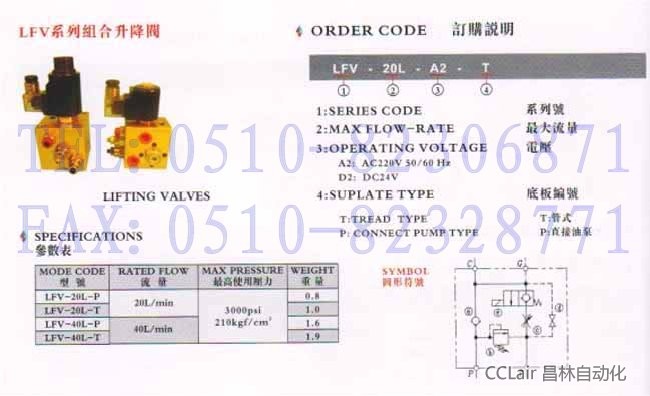 LFV系列組合升降閥
ORDER CODE 訂購説明
LFV - 20L - A2 - T
① ② ③ ④
1:SERIES CODE 系列號
2:MAX FLOW-RATE 最大流量
3:OPERATING VOLTAGE 電壓
A2: AC220V 50/60 Hz
D2: DC24V
4:SUPLATE TYPE 底板編號
T:TREAD TYPE T:管式
P:CONNECT PUMP TYPE P:直接油泵
TEL: 0510-82306871
FAX: 0510-82328771
LIFTING VALVES
SPECIFICATIONS
參數表
MODE CODE RATED FLOW MAX PRESSURE WEIGHT
型 號 流 量 最高使用壓力 重 量
LFV-20L-P 20L/min 3000psi 210kgf/cm² 0.8
LFV-20L-T 1.0
LFV-40L-P 40L/min 1.6
LFV-40L-T 1.9
SYMBOL
圖形符號
C G
P
CCLair 昌林自动化